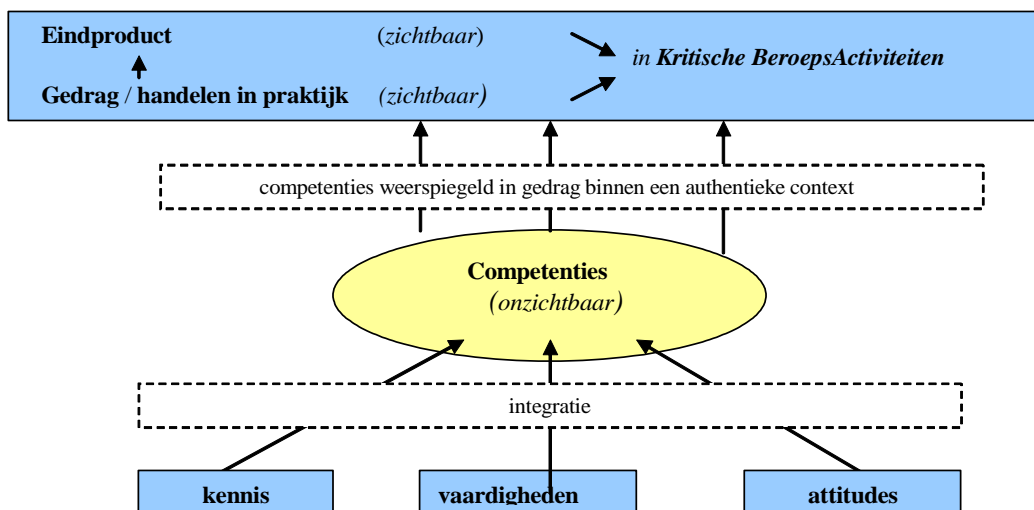 Eindproduct (zichtbaar)
in Kritische BeroepsActiviteiten
Gedrag / handelen in praktijk (zichtbaar)
competenties weerspiegeld in gedrag binnen een authentieke context
Competenties
(onzichtbaar)
integratie
kennis vaardigheden attitudes